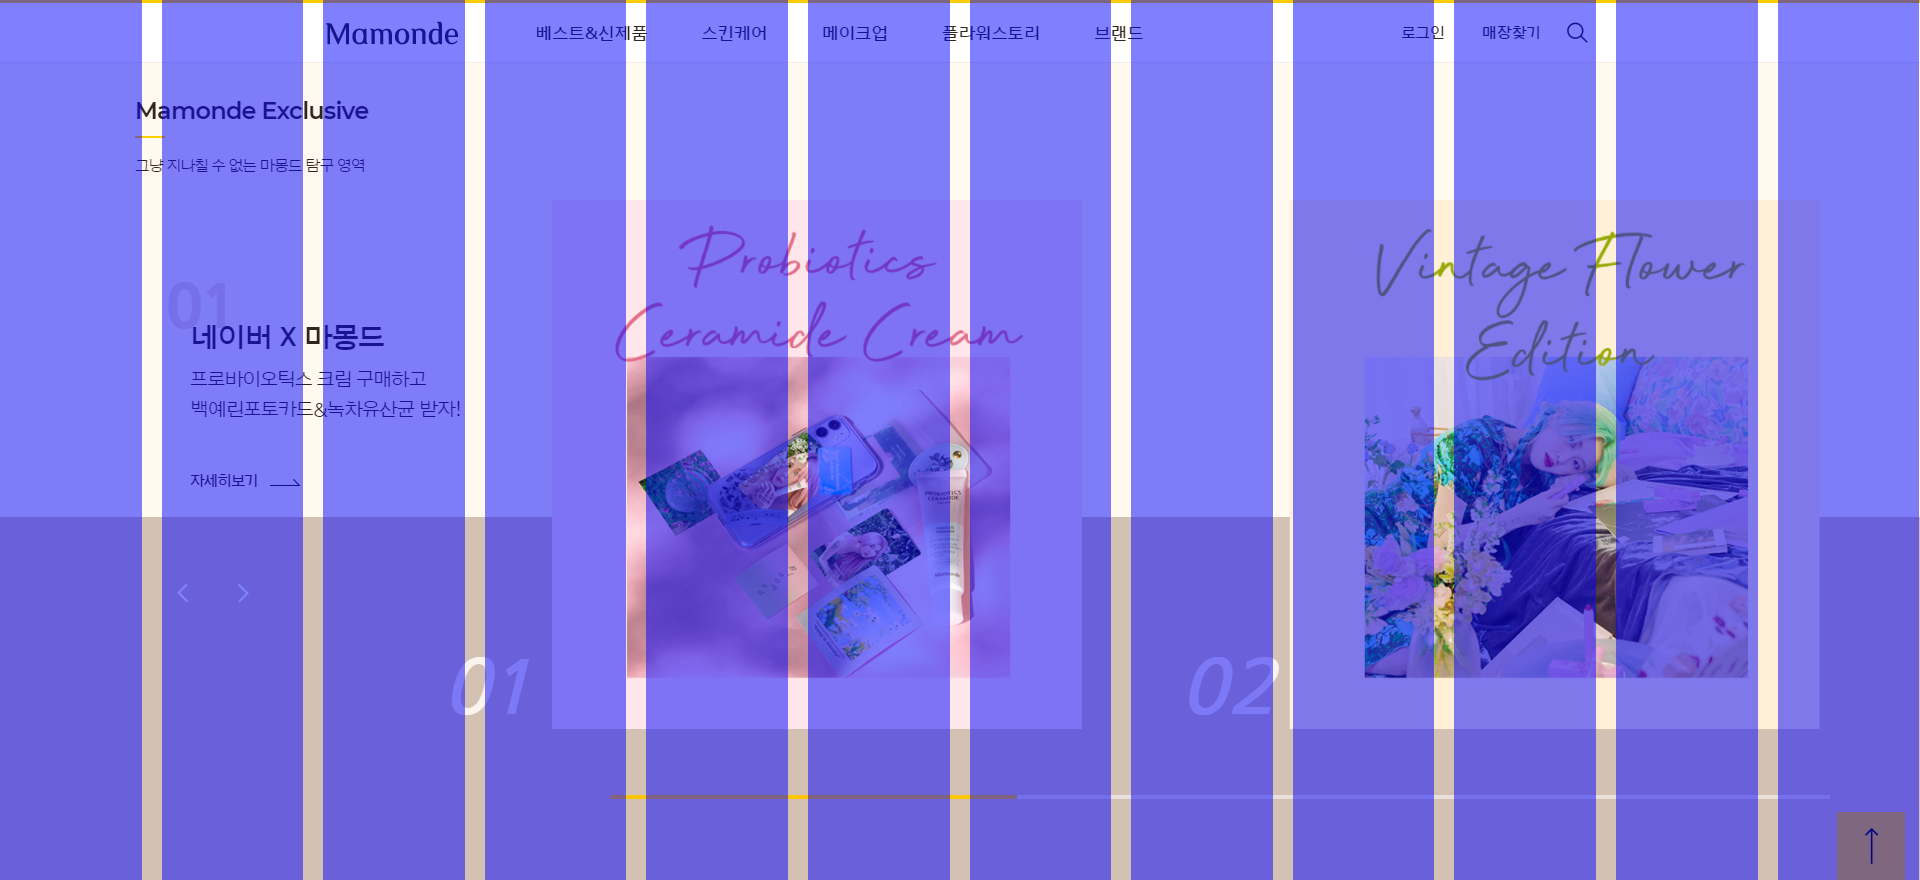 Mamonde 베스트&신제품 스킨케어 메이크업 플라워스토리 브랜드 로그인 매장찾기
Mamonde Exclusive
그냥 지나칠 수 없는 마몽드 탐구 영역
01
네이버 X 마몽드
프로바이오틱스 크림 구매하고
백예린포토카드&녹차유산균 받자!
자세히보기
Probiotics
Ceramide Cream
PROBIOTICS
CERAMIDE
Mamonde
01
Vintage Flower
Edition
02